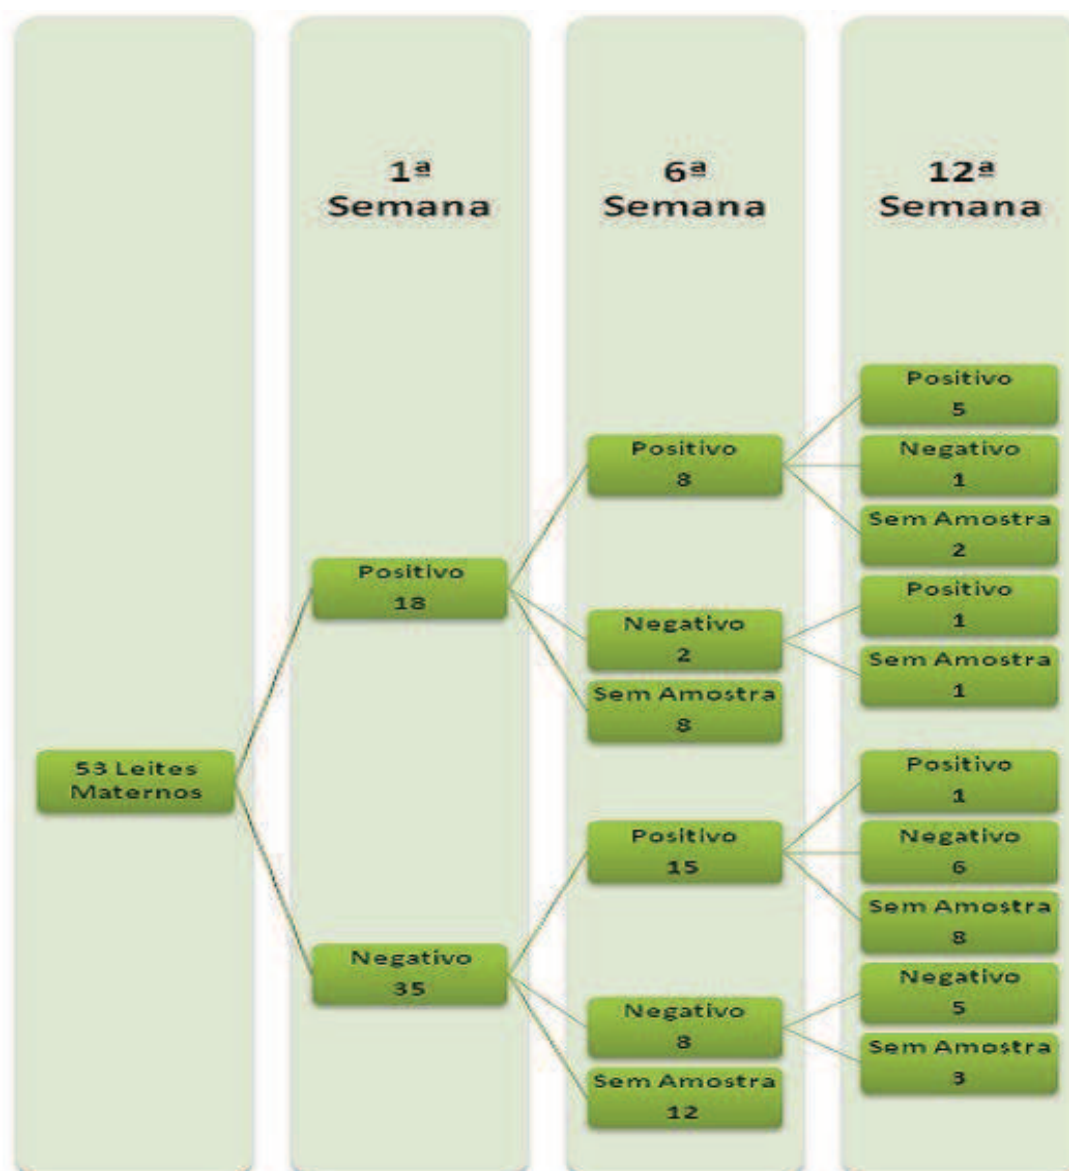 1ª
Semana
6ª
Semana
12ª
Semana
53 Leites
Maternos
Positivo
18
Negativo
35
Positivo
8
Negativo
2
Sem Amostra
8
Positivo
15
Negativo
8
Sem Amostra
12
Positivo
5
Negativo
1
Sem Amostra
2
Positivo
1
Sem Amostra
1
Positivo
1
Negativo
6
Sem Amostra
8
Negativo
5
Sem Amostra
3